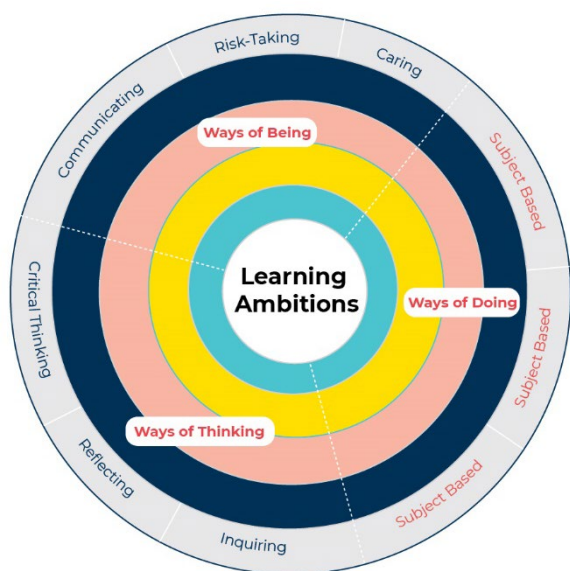 Risk-Taking
Caring
Communicating
Subject Based
Ways of Being
Learning
Ambitions
Ways of Doing
Critical Thinking
Subject Based
Ways of Thinking
Reflecting
Subject Based
Inquiring